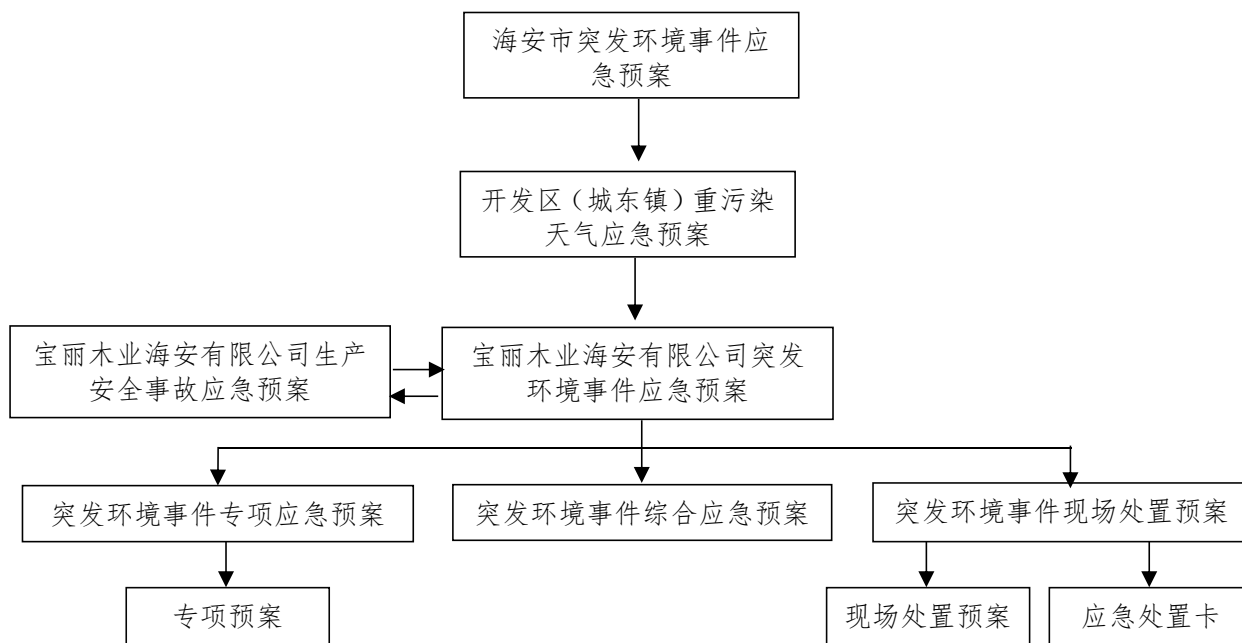 海安市突发环境事件应
急预案
开发区（城东镇）重污染
天气应急预案
宝丽木业海安有限公司生产
安全事故应急预案
宝丽木业海安有限公司突发
环境事件应急预案
突发环境事件专项应急预案
突发环境事件综合应急预案
突发环境事件现场处置预案
专项预案
现场处置预案
应急处置卡